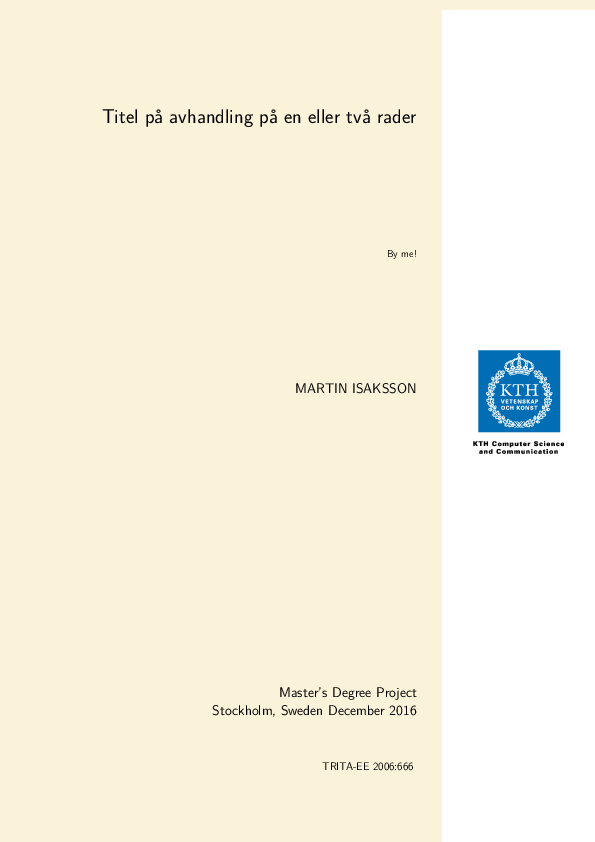 Titel på avhandling på en eller två rader
By me!
MARTIN ISAKSSON
KTH
VETENSKAP
OCH KONST
KTH Computer Science
and Communication
Master's Degree Project
Stockholm, Sweden December 2016
TRITA-EE 2006:666